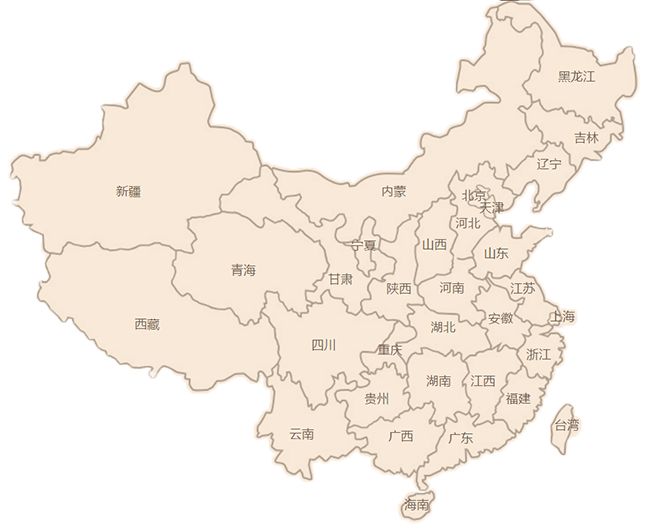 黑龙江
吉林
辽宁
新疆
内蒙
北京
天津
河北
宁夏
山西
山东
青海
甘肃
陕西
河南
江苏
西藏
湖北
安徽
上海
四川
重庆
浙江
湖南
江西
贵州
福建
云南
广西
广东
台湾
海南